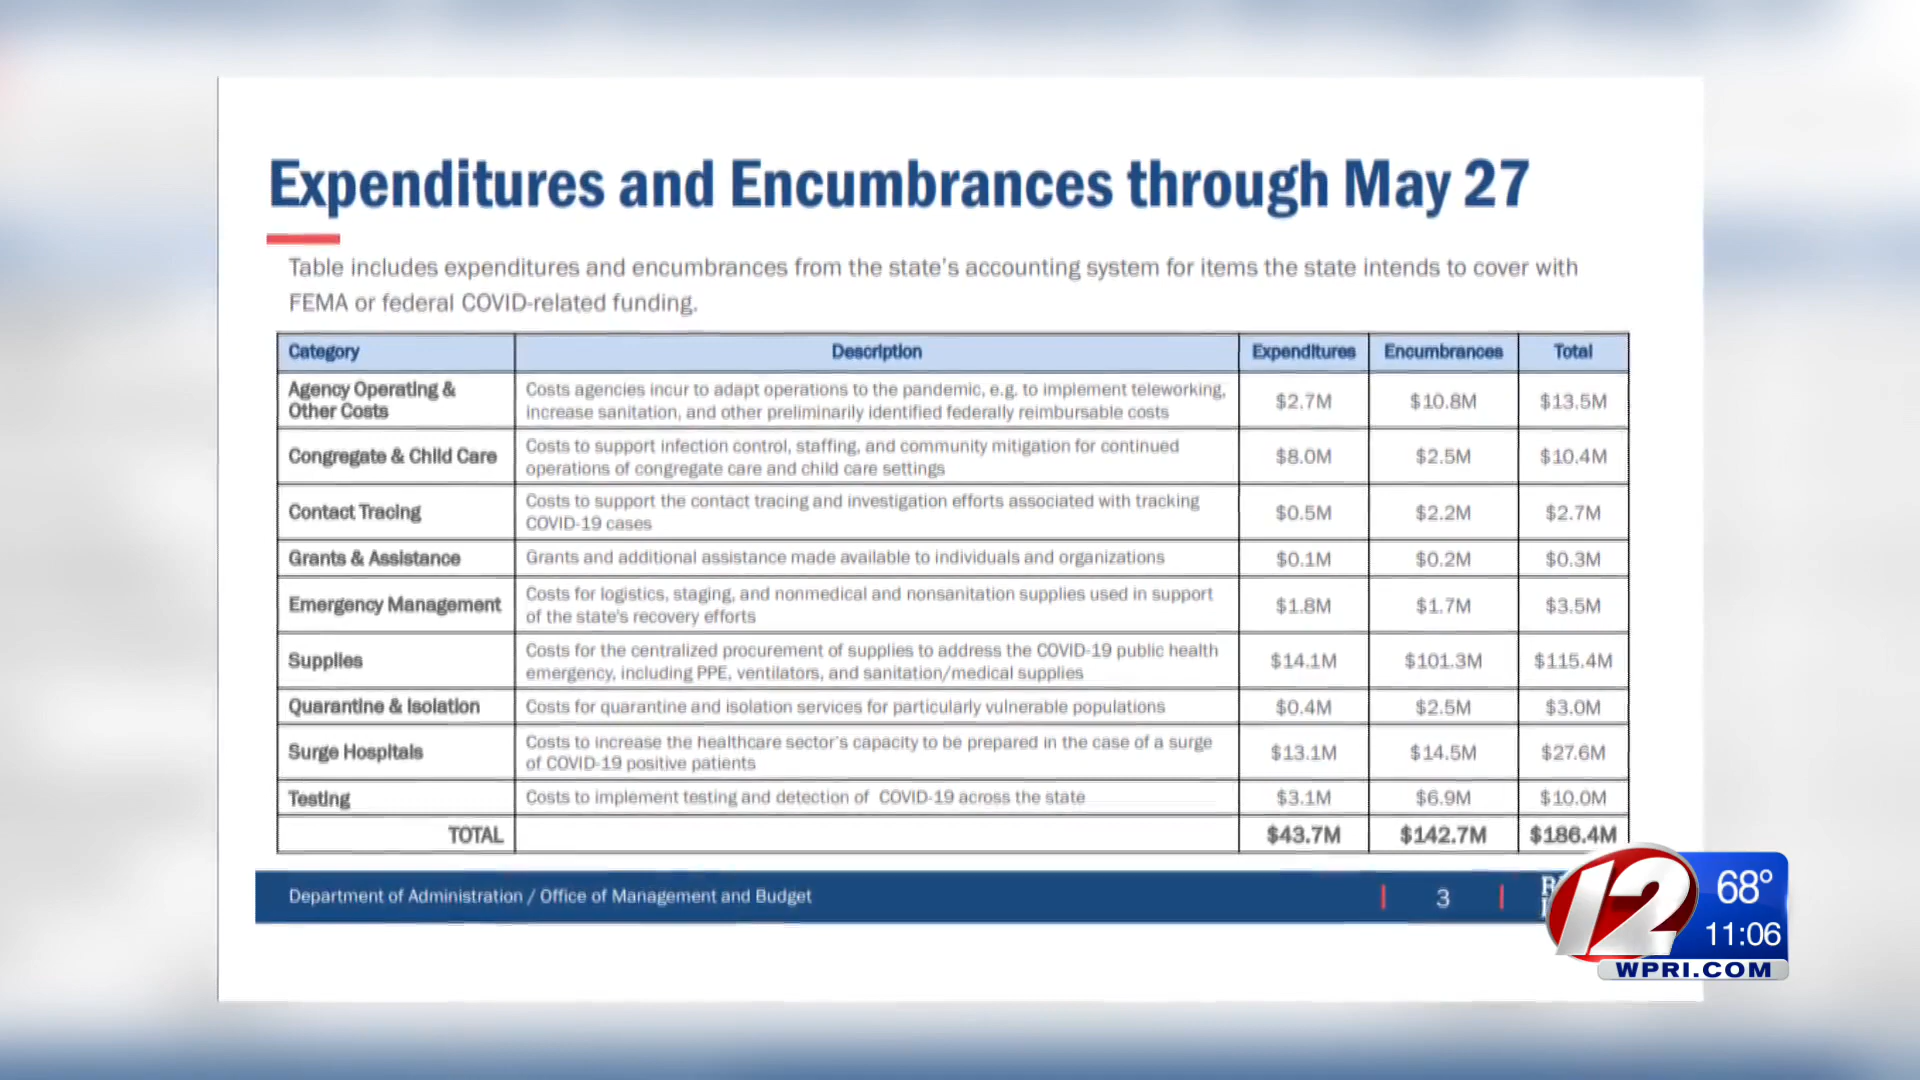 Expenditures and Encumbrances through May 27
Table includes expenditures and encumbrances from the state's accounting system for items the state intends to cover with
FEMA or federal COVID-related funding.
Category Description Expenditures Encumbrances Total
Agency Operating &
Other Costs
Costs agencies incur to adapt operations to the pandemic, e.g. to implement teleworking,
increase sanitation, and other preliminarily identified federally reimbursable costs
$2.7M $10.8M $13.5M
Congregate & Child Care
Costs to support infection control, staffing, and community mitigation for continued
operations of congregate care and child care settings
$8.0M $2.5M $10.4M
Contact Tracing
Costs to support the contact tracing and investigation efforts associated with tracking
COVID-19 cases
$0.5M $2.2M $2.7M
Grants & Assistance Grants and additional assistance made available to individuals and organizations $0.1M $0.2M $0.3M
Emergency Management
Costs for logistics, staging, and nonmedical and nonsanitation supplies used in support
of the state's recovery efforts
$1.8M $1.7M $3.5M
Supplies
Costs for the centralized procurement of supplies to address the COVID-19 public health
emergency, including PPE, ventilators, and sanitation/medical supplies
$14.1M $101.3M $115.4M
Quarantine & Isolation Costs for quarantine and isolation services for particularly vulnerable populations $0.4M $2.5M $3.0M
Surge Hospitals
Costs to increase the healthcare sector's capacity to be prepared in the case of a surge
of COVID-19 positive patients
$13.1M $14.5M $27.6M
Testing Costs to implement testing and detection of COVID-19 across the state $3.1M $6.9M $10.0M
TOTAL $43.7M $142.7M $186.4M
Department of Administration / Office of Management and Budget 3
12 68°
11:06
WPRI.COM